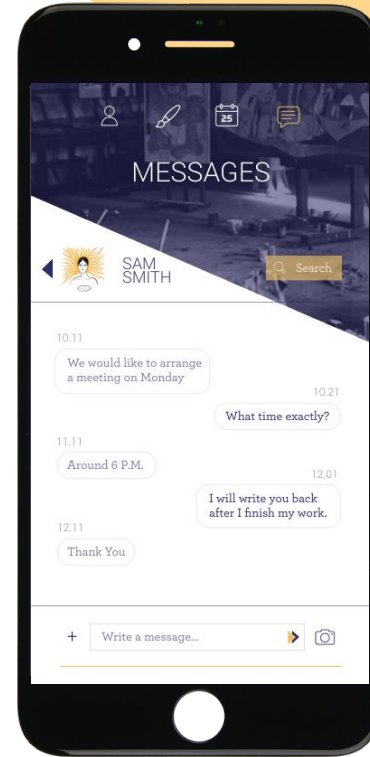 25
MESSAGES
SAM
SMITH
Search
10.11
We would like to arrange
a meeting on Monday
10.21
What time exactly?
11.11
Around 6 P.M.
12.01
I will write you back
after I finish my work.
12.11
Thank You
+ Write a message...